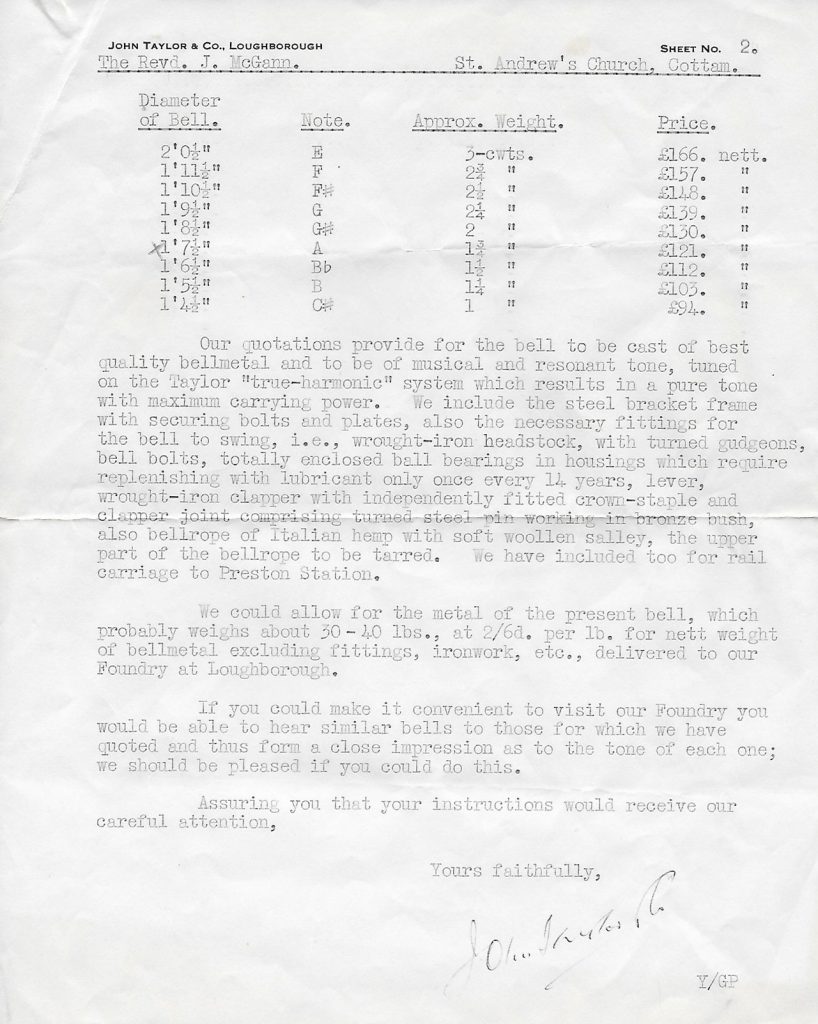 JOHN TAYLOR & CO., LOUGHBOROUGH SHEET NO. 2.
The Revd. J. McGann. St. Andrew's Church, Cottam.
Diameter
of Bell. Note. Approx. Weight. Price.
2'0½" E 3-cwts. £166. nett.
1'11½" F 2¾ " £157. "
1'10½" F# 2½ " £148. "
1'9½" G 2¼ " £139. "
1'8½" G# 2 " £130. "
x1'7½" A 1¾ " £121. "
1'6½" Bb 1½ " £112. "
1'5½" B 1¼ " £103. "
1'4½" C# 1 " £94. "
Our quotations provide for the bell to be cast of best
quality bellmetal and to be of musical and resonant tone, tuned
on the Taylor "true-harmonic" system which results in a pure tone
with maximum carrying power. We include the steel bracket frame
with securing bolts and plates, also the necessary fittings for
the bell to swing, i.e., wrought-iron headstock, with turned gudgeons,
bell bolts, totally enclosed ball bearings in housings which require
replenishing with lubricant only once every 14 years, lever,
wrought-iron clapper with independently fitted crown-staple and
clapper joint comprising turned steel pin working in bronze bush,
also bellrope of Italian hemp with soft woollen salley, the upper
part of the bellrope to be tarred. We have included too for rail
carriage to Preston Station.
We could allow for the metal of the present bell, which
probably weighs about 30-40 lbs., at 2/6d. per lb. for nett weight
of bellmetal excluding fittings, ironwork, etc., delivered to our
Foundry at Loughborough.
If you could make it convenient to visit our Foundry you
would be able to hear similar bells to those for which we have
quoted and thus form a close impression as to the tone of each one;
we should be pleased if you could do this.
Assuring you that your instructions would receive our
careful attention,
Yours faithfully,
John Taylor & Co
Y/GP